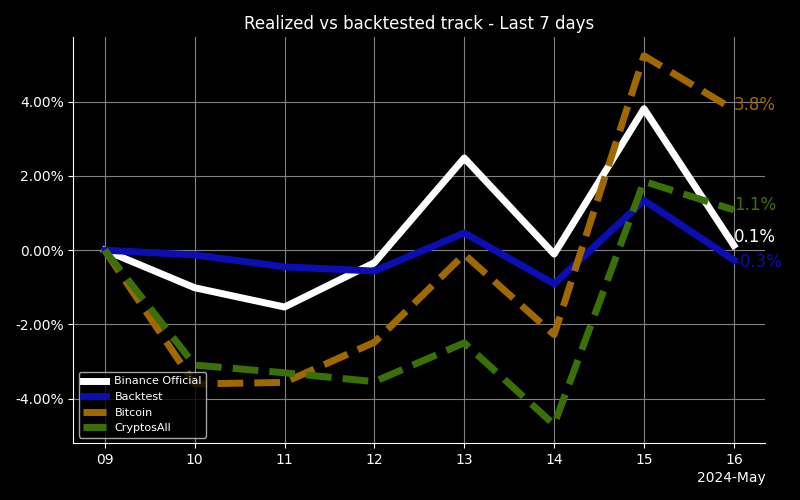 Realized vs backtested track - Last 7 days
4.00%
2.00%
0.00%
-2.00%
-4.00%
3.8%
1.1%
0.1%
-0.3%
Binance Official
Backtest
Bitcoin
CryptosAll
09 10 11 12 13 14 15 16
2024-May